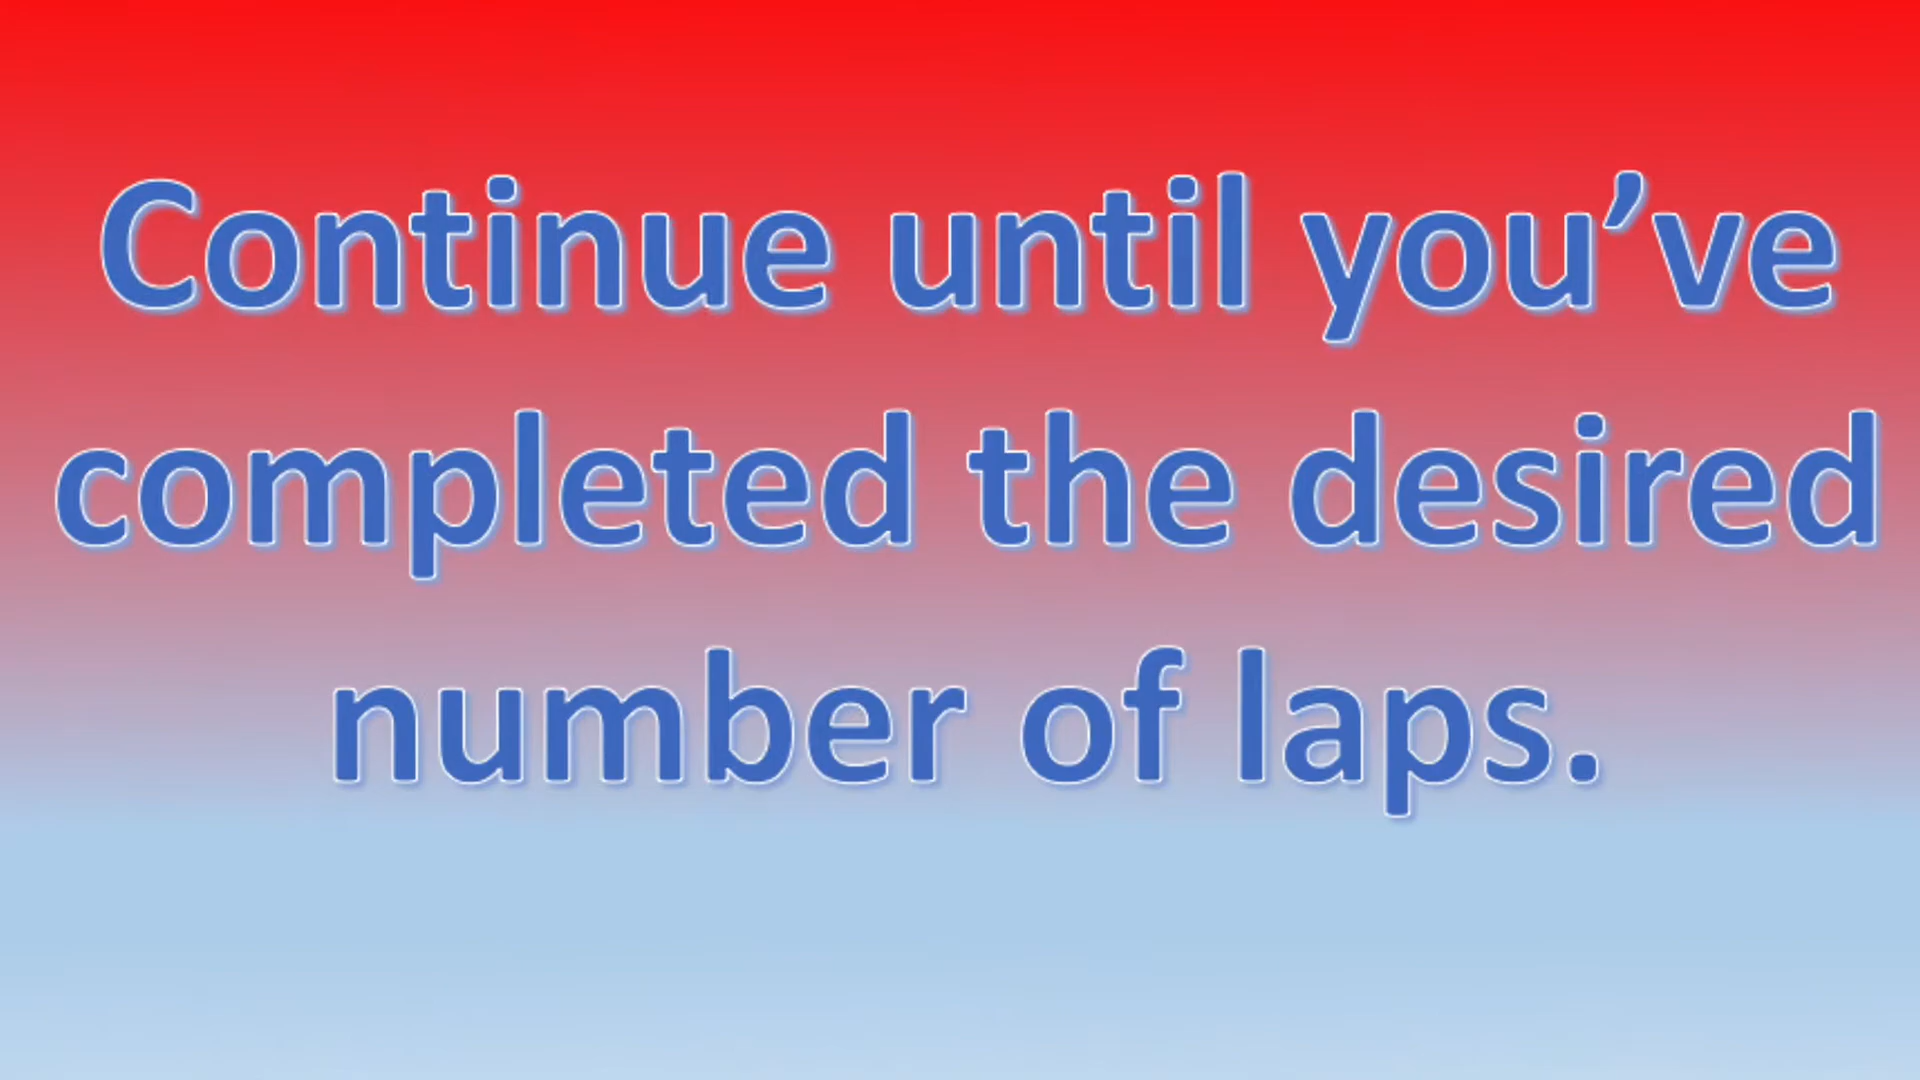 Continue until you’ve
completed the desired
number of laps.